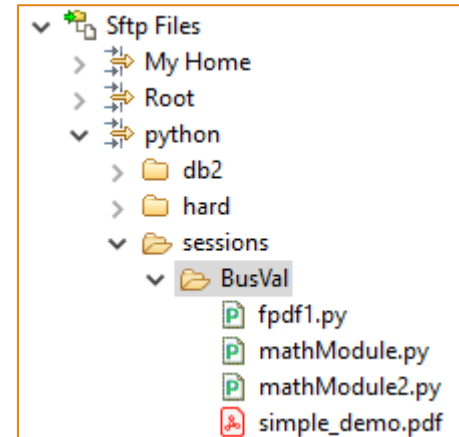 Sftp Files
My Home
Root
python
db2
hard
sessions
BusVal
fpdf1.py
mathModule.py
mathModule2.py
simple_demo.pdf